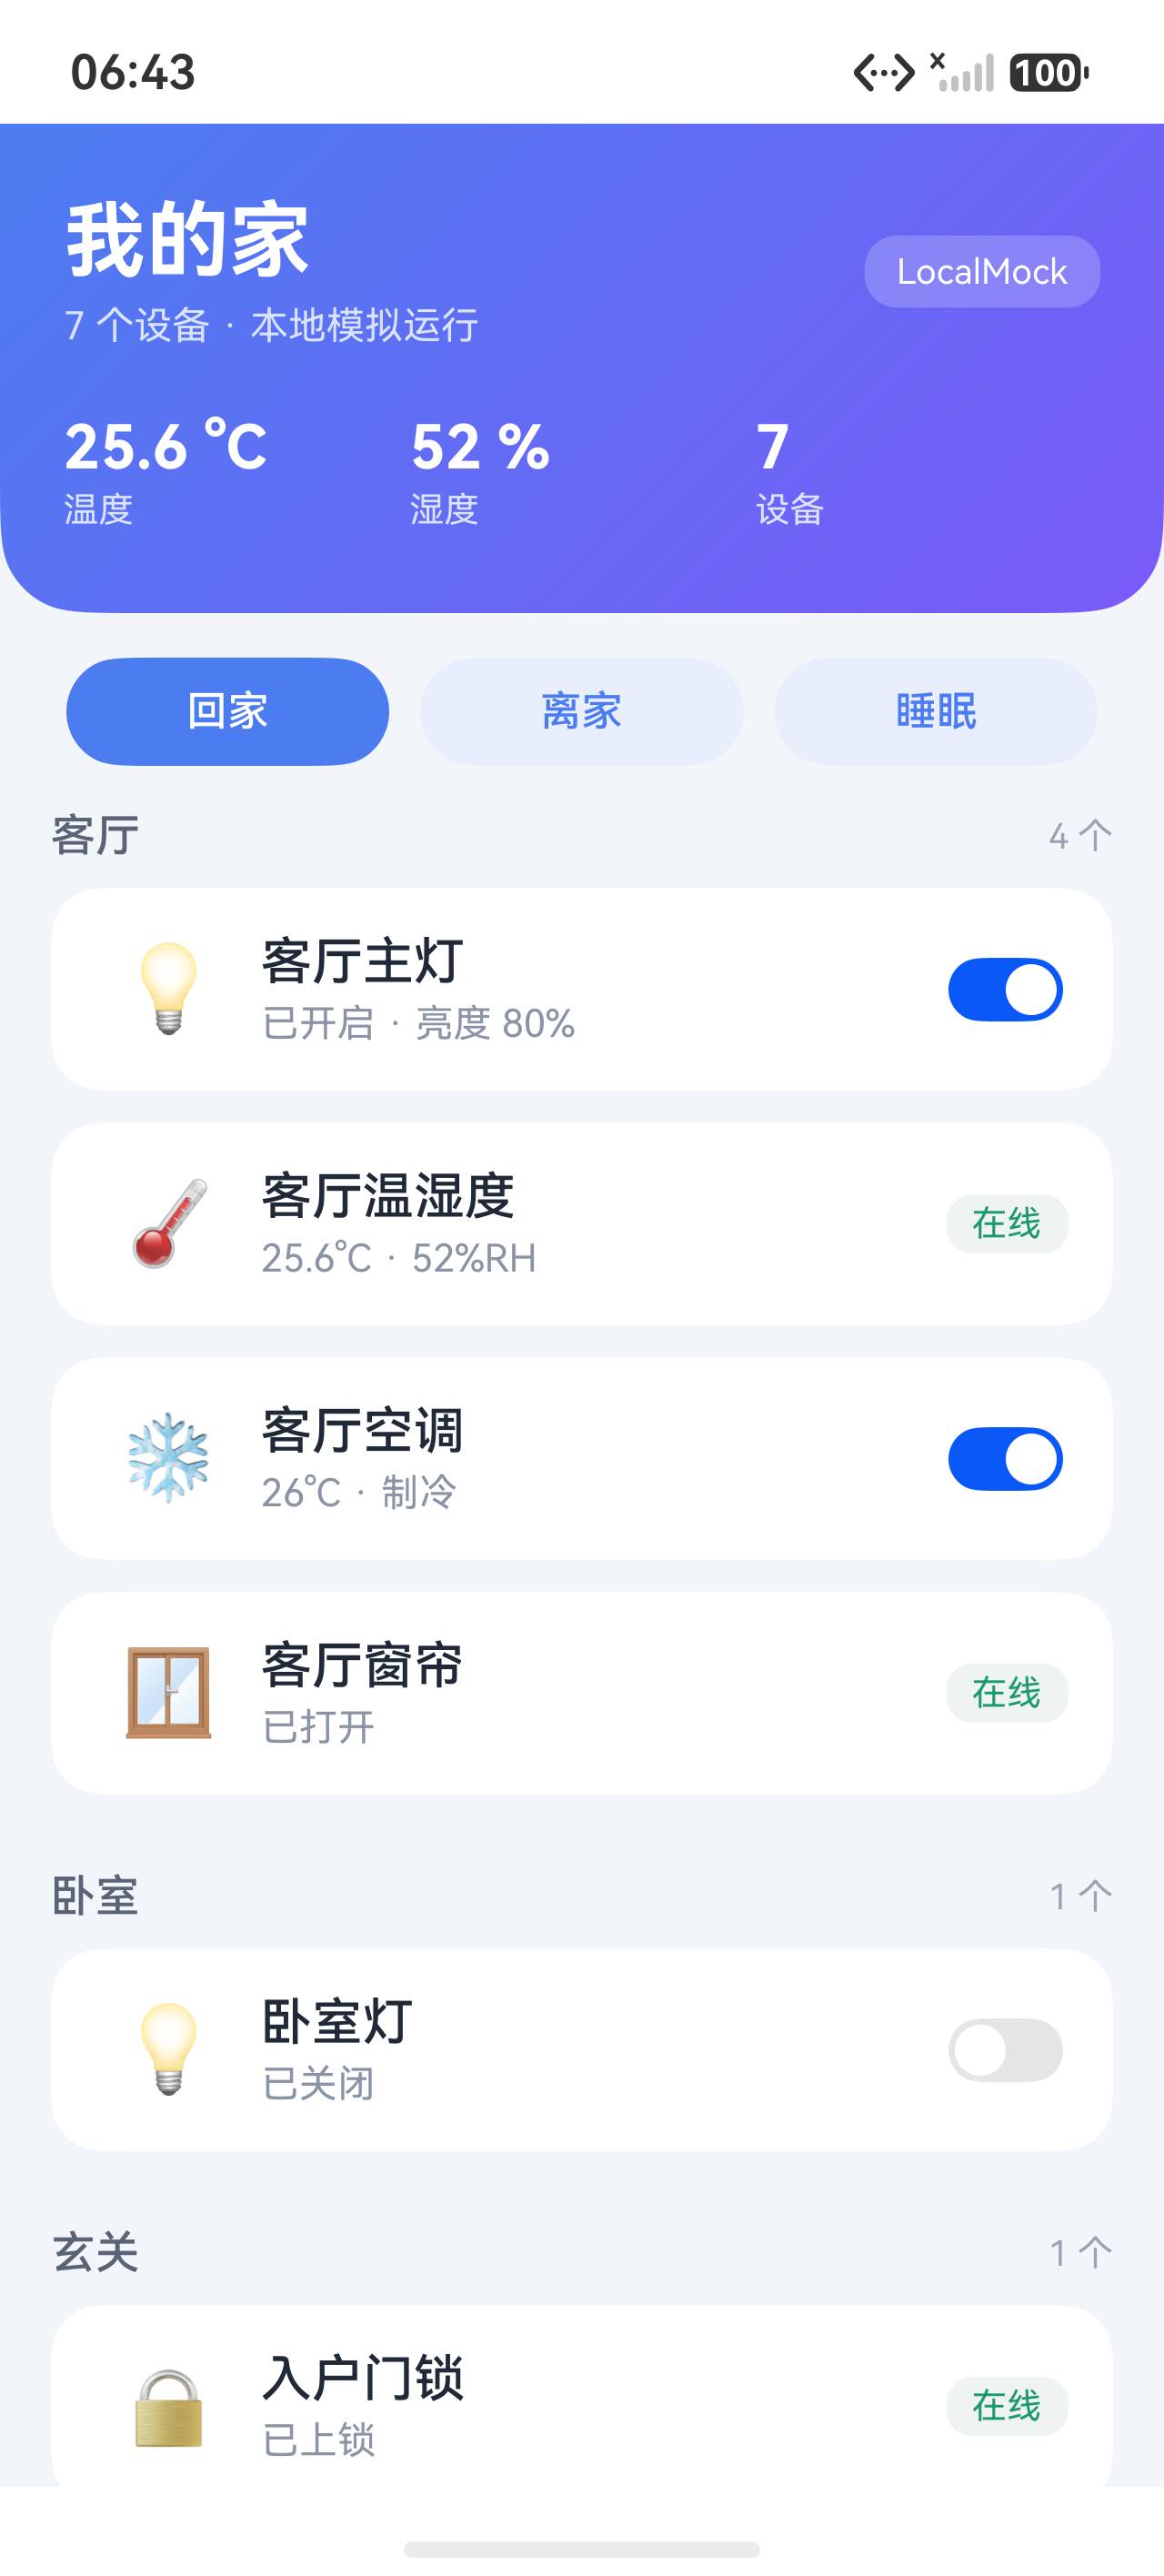 06:43
100
我的家
LocalMock
7 个设备 · 本地模拟运行
25.6 °C
52 %
7
温度
湿度
设备
回家
离家
睡眠
客厅
4 个
客厅主灯
已开启 · 亮度 80%
客厅温湿度
25.6°C · 52%RH
在线
客厅空调
26°C · 制冷
客厅窗帘
已打开
在线
卧室
1 个
卧室灯
已关闭
玄关
1 个
入户门锁
已上锁
在线